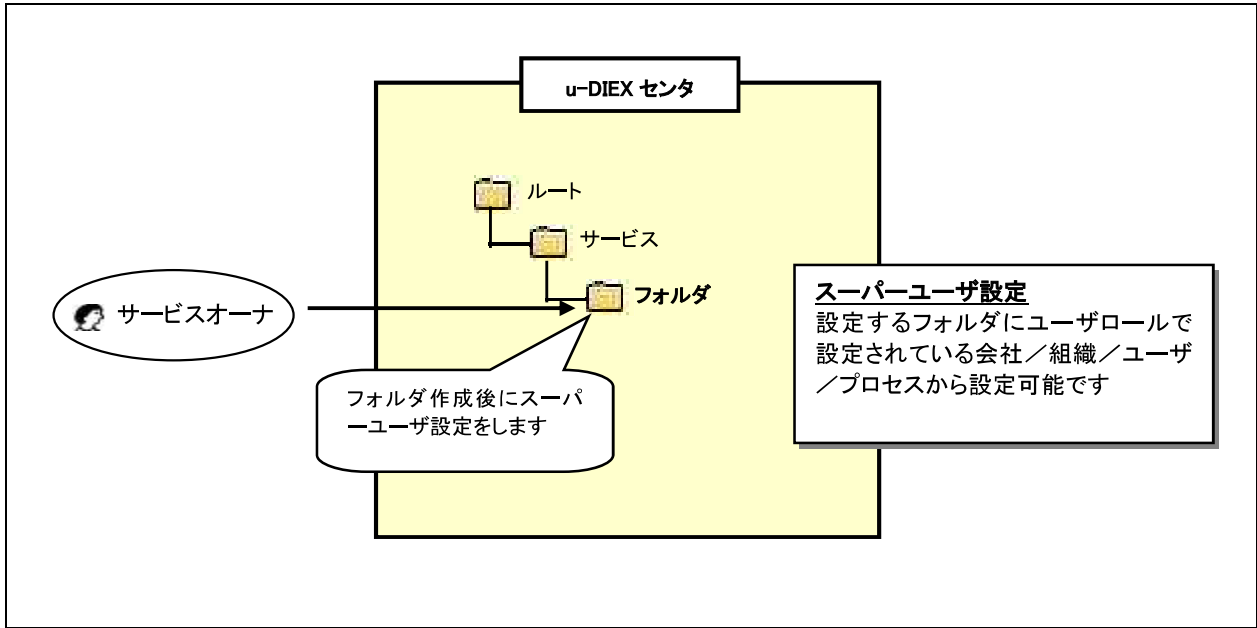 u-DIEX センタ
ルート
サービス
フォルダ
サービスオーナ
フォルダ作成後にスーパ
ーユーザ設定をします
スーパーユーザ設定
設定するフォルダにユーザロールで
設定されている会社／組織／ユーザ
／プロセスから設定可能です